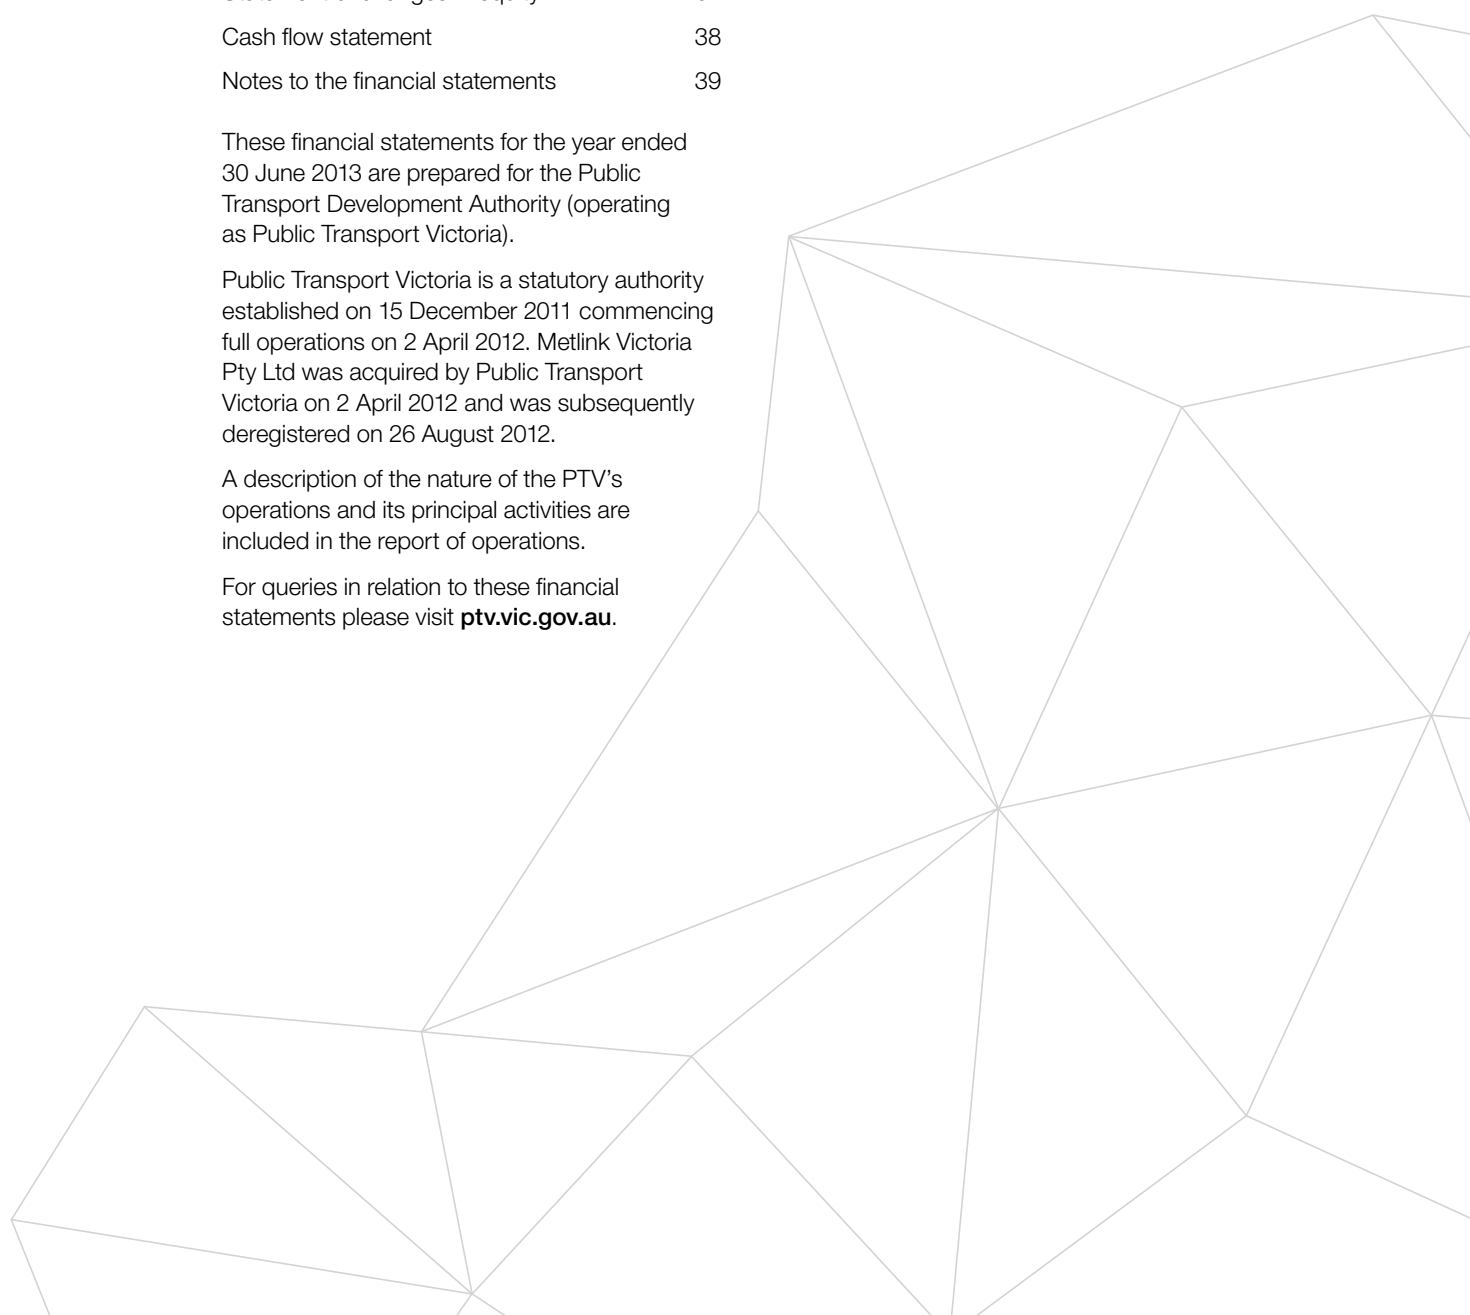 Cash flow statement 38
Notes to the financial statements 39
These financial statements for the year ended
30 June 2013 are prepared for the Public
Transport Development Authority (operating
as Public Transport Victoria).
Public Transport Victoria is a statutory authority
established on 15 December 2011 commencing
full operations on 2 April 2012. Metlink Victoria
Pty Ltd was acquired by Public Transport
Victoria on 2 April 2012 and was subsequently
deregistered on 26 August 2012.
A description of the nature of the PTV’s
operations and its principal activities are
included in the report of operations.
For queries in relation to these financial
statements please visit ptv.vic.gov.au.